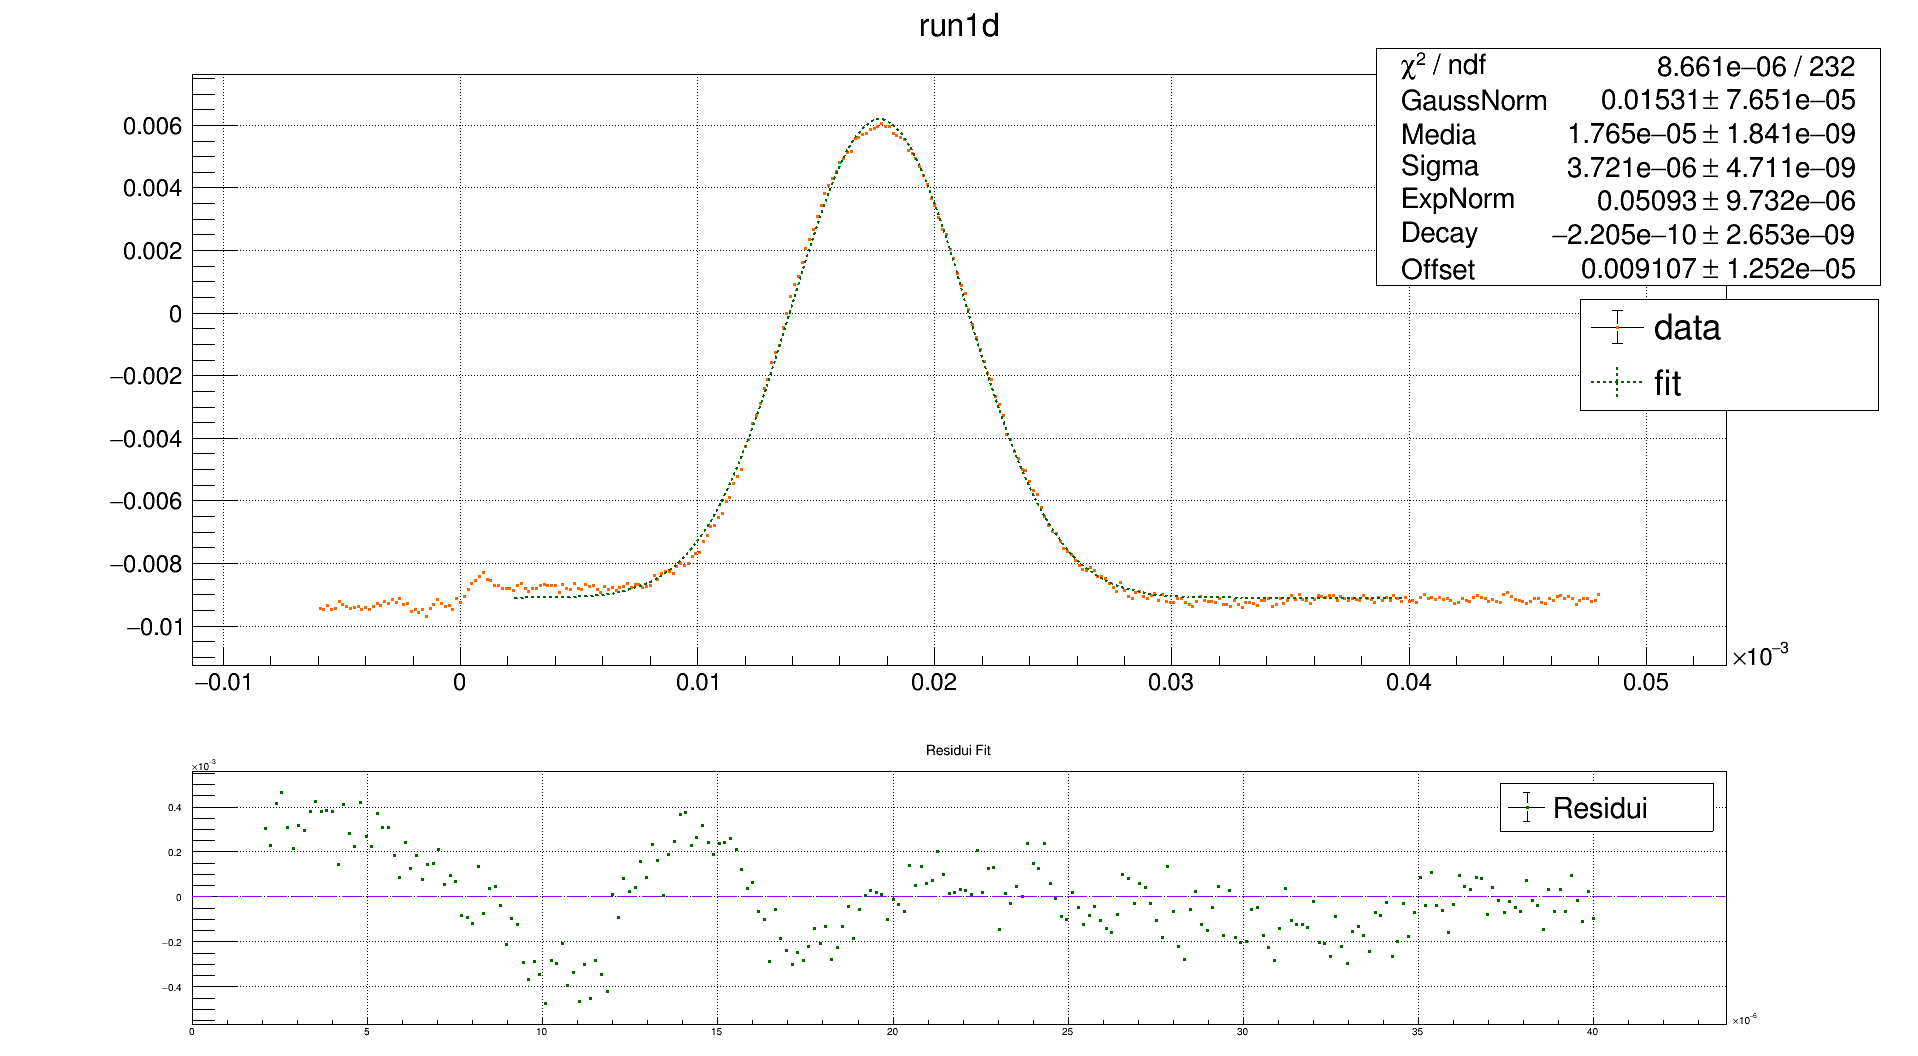 run1d
χ² / ndf 8.661e−06 / 232
GaussNorm 0.01531 ± 7.651e−05
Media 1.765e−05 ± 1.841e−09
Sigma 3.721e−06 ± 4.711e−09
ExpNorm 0.05093 ± 9.732e−06
Decay −2.205e−10 ± 2.653e−09
Offset 0.009107 ± 1.252e−05
data
fit
0.006
0.004
0.002
0
−0.002
−0.004
−0.006
−0.008
−0.01
×10⁻³
−0.01 0 0.01 0.02 0.03 0.04 0.05
Residui Fit
×10⁻³
Residui
0.4
0.2
0
−0.2
−0.4
0 5 10 15 20 25 30 35 40
×10⁻⁶